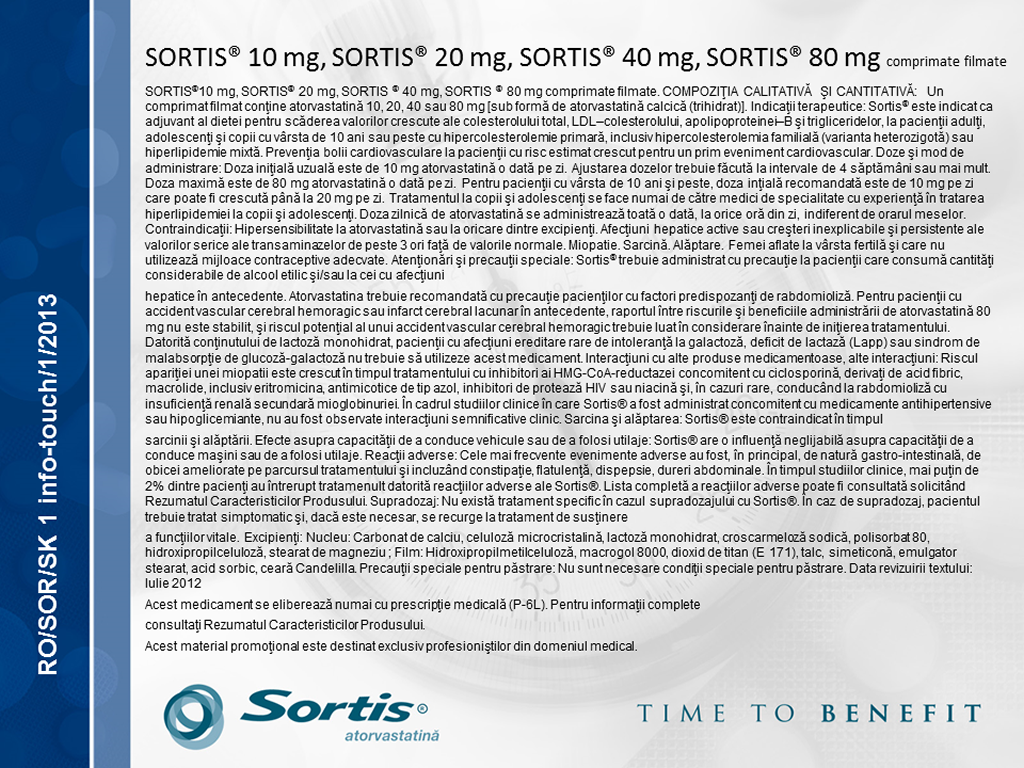 SORTIS® 10 mg, SORTIS® 20 mg, SORTIS® 40 mg, SORTIS® 80 mg comprimate filmate
SORTIS®10 mg, SORTIS® 20 mg, SORTIS ® 40 mg, SORTIS ® 80 mg comprimate filmate. COMPOZIŢIA CALITATIVĂ ŞI CANTITATIVĂ: Un
comprimat filmat conţine atorvastatină 10, 20, 40 sau 80 mg [sub formă de atorvastatină calcică (trihidrat)]. Indicaţii terapeutice: Sortis® este indicat ca
adjuvant al dietei pentru scăderea valorilor crescute ale colesterolului total, LDL–colesterolului, apolipoproteinei–B şi trigliceridelor, la pacienţii adulţi,
adolescenţi şi copii cu vârsta de 10 ani sau peste cu hipercolesterolemie primară, inclusiv hipercolesterolemia familială (varianta heterozigotă) sau
hiperlipidemie mixtă. Prevenţia bolii cardiovasculare la pacienţii cu risc estimat crescut pentru un prim eveniment cardiovascular. Doze şi mod de
administrare: Doza iniţială uzuală este de 10 mg atorvastatină o dată pe zi. Ajustarea dozelor trebuie făcută la intervale de 4 săptămâni sau mai mult.
Doza maximă este de 80 mg atorvastatină o dată pe zi. Pentru pacienţii cu vârsta de 10 ani şi peste, doza inţială recomandată este de 10 mg pe zi
care poate fi crescută până la 20 mg pe zi. Tratamentul la copii şi adolescenţi se face numai de către medici de specialitate cu experienţă în tratarea
hiperlipidemiei la copii şi adolescenţi. Doza zilnică de atorvastatină se administrează toată o dată, la orice oră din zi, indiferent de orarul meselor.
Contraindicaţii: Hipersensibilitate la atorvastatină sau la oricare dintre excipienţi. Afecţiuni hepatice active sau creşteri inexplicabile şi persistente ale
valorilor serice ale transaminazelor de peste 3 ori faţă de valorile normale. Miopatie. Sarcină. Alăptare. Femei aflate la vârsta fertilă şi care nu
utilizează mijloace contraceptive adecvate. Atenţionări şi precauţii speciale: Sortis® trebuie administrat cu precauţie la pacienţii care consumă cantităţi
considerabile de alcool etilic şi/sau la cei cu afecţiuni
hepatice în antecedente. Atorvastatina trebuie recomandată cu precauţie pacienţilor cu factori predispozanţi de rabdomioliză. Pentru pacienţii cu
accident vascular cerebral hemoragic sau infarct cerebral lacunar în antecedente, raportul între riscurile şi beneficiile administrării de atorvastatină 80
mg nu este stabilit, şi riscul potenţial al unui accident vascular cerebral hemoragic trebuie luat în considerare înainte de iniţierea tratamentului.
Datorită conţinutului de lactoză monohidrat, pacienţii cu afecţiuni ereditare rare de intoleranţă la galactoză, deficit de lactază (Lapp) sau sindrom de
malabsorpţie de glucoză-galactoză nu trebuie să utilizeze acest medicament. Interacţiuni cu alte produse medicamentoase, alte interacţiuni: Riscul
apariţiei unei miopatii este crescut în timpul tratamentului cu inhibitori ai HMG-CoA-reductazei concomitent cu ciclosporină, derivaţi de acid fibric,
macrolide, inclusiv eritromicina, antimicotice de tip azol, inhibitori de protează HIV sau niacină şi, în cazuri rare, conducând la rabdomioliză cu
insuficienţă renală secundară mioglobinuriei. În cadrul studiilor clinice în care Sortis® a fost administrat concomitent cu medicamente antihipertensive
sau hipoglicemiante, nu au fost observate interacţiuni semnificative clinic. Sarcina şi alăptarea: Sortis® este contraindicat în timpul
sarcinii şi alăptării. Efecte asupra capacităţii de a conduce vehicule sau de a folosi utilaje: Sortis® are o influenţă neglijabilă asupra capacităţii de a
conduce maşini sau de a folosi utilaje. Reacţii adverse: Cele mai frecvente evenimente adverse au fost, în principal, de natură gastro-intestinală, de
obicei ameliorate pe parcursul tratamentului şi incluzând constipaţie, flatulenţă, dispepsie, dureri abdominale. În timpul studiilor clinice, mai puţin de
2% dintre pacienţi au întrerupt tratamenult datorită reacţiilor adverse ale Sortis®. Lista completă a reacţiilor adverse poate fi consultată solicitând
Rezumatul Caracteristicilor Produsului. Supradozaj: Nu există tratament specific în cazul supradozajului cu Sortis®. În caz de supradozaj, pacientul
trebuie tratat simptomatic şi, dacă este necesar, se recurge la tratament de susţinere
a funcţiilor vitale. Excipienţi: Nucleu: Carbonat de calciu, celuloză microcristalină, lactoză monohidrat, croscarmeloză sodică, polisorbat 80,
hidroxipropilceluloză, stearat de magneziu ; Film: Hidroxipropilmetilceluloză, macrogol 8000, dioxid de titan (E 171), talc, simeticonă, emulgator
stearat, acid sorbic, ceară Candelilla. Precauţii speciale pentru păstrare: Nu sunt necesare condiţii speciale pentru păstrare. Data revizuirii textului:
Iulie 2012
Acest medicament se eliberează numai cu prescripţie medicală (P-6L). Pentru informaţii complete
consultaţi Rezumatul Caracteristicilor Produsului.
Acest material promoţional este destinat exclusiv profesioniştilor din domeniul medical.
RO/SOR/SK 1 info-touch/1/2013
Sortis®
atorvastatină
TIME TO BENEFIT